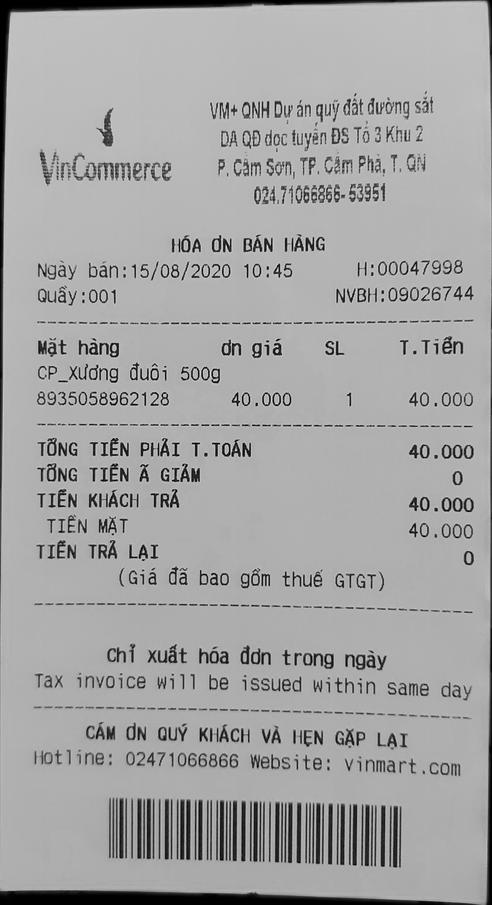 VinCommerce
VM+ QNH Dự án quỹ đất đường sắt
DA QĐ dọc tuyến ĐS Tổ 3 Khu 2
P. Cẩm Sơn, TP. Cẩm Phả, T. QN
024.71066866-53951
HÓA ƠN BÁN HÀNG
Ngày bán:15/08/2020 10:45 H:00047998
Quầy:001 NVBH:09026744
Mặt hàng ơn giá SL T.Tiền
CP_Xương đuôi 500g
8935058962128 40.000 1 40.000
TỔNG TIỀN PHẢI T.TOÁN 40.000
TỔNG TIỀN Ã GIẢM 0
TIỀN KHÁCH TRẢ 40.000
TIỀN MẶT 40.000
TIỀN TRẢ LẠI 0
(Giá đã bao gồm thuế GTGT)
Chỉ xuất hóa đơn trong ngày
Tax invoice will be issued within same day
CÁM ƠN QUÝ KHÁCH VÀ HẸN GẶP LẠI
Hotline: 02471066866 Website: vinmart.com